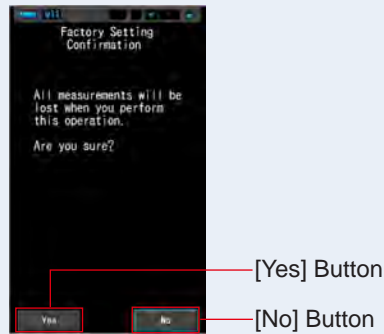 Factory Setting
Confirmation
All measurements will be
lost when you perform
this operation.
Are you sure?
[Yes] Button
Yes
No
[No] Button